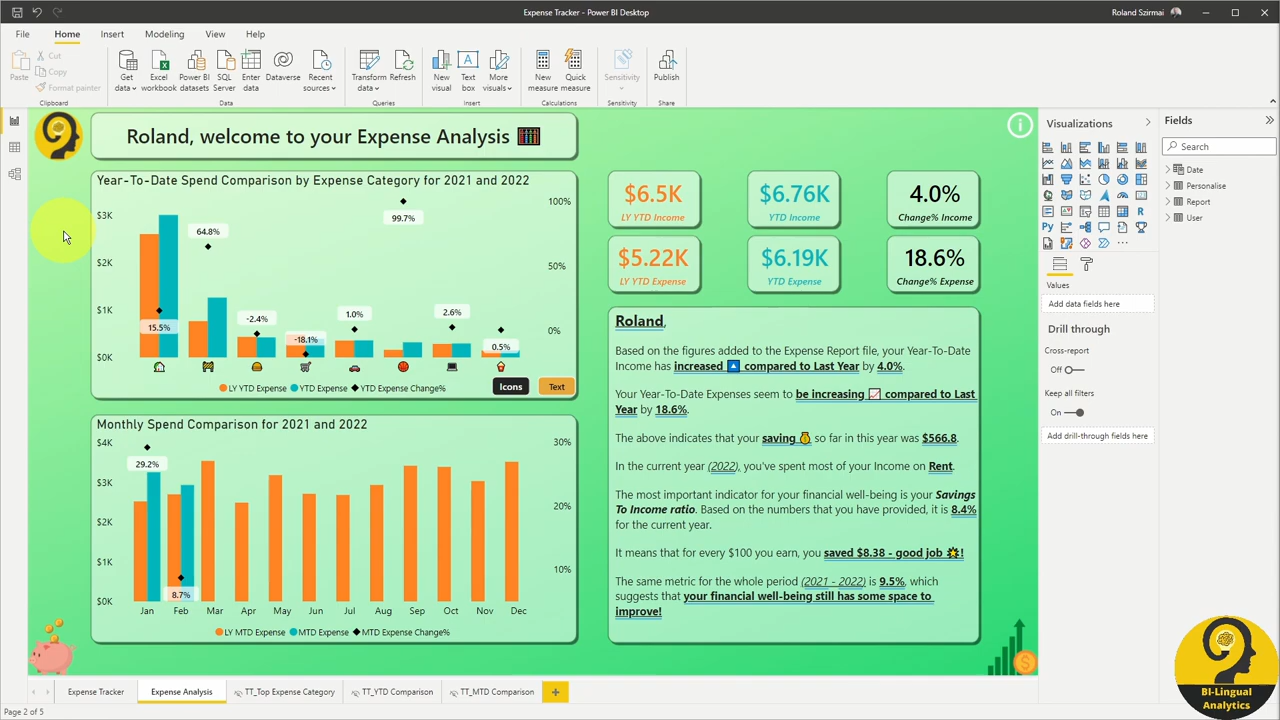 Expense Tracker - Power BI Desktop
Roland Szirmai
File Home Insert Modeling View Help
Paste
Cut
Copy
Format painter
Clipboard
Get data
Excel workbook
Power BI datasets
SQL Server
Enter data
Dataverse
Recent sources
Data
Transform data
Refresh
Queries
New visual
Text box
More visuals
Insert
New measure
Quick measure
Calculations
Sensitivity
Sensitivity
Publish
Share
Roland, welcome to your Expense Analysis
Year-To-Date Spend Comparison by Expense Category for 2021 and 2022
$3K
$2K
$1K
$0K
100%
50%
0%
15.5%
64.8%
-2.4%
-18.1%
1.0%
99.7%
2.6%
0.5%
LY YTD Expense YTD Expense YTD Expense Change%
Icons
Text
Monthly Spend Comparison for 2021 and 2022
$4K
$3K
$2K
$1K
$0K
30%
20%
10%
29.2%
8.7%
Jan Feb Mar Apr May Jun Jul Aug Sep Oct Nov Dec
LY MTD Expense MTD Expense MTD Expense Change%
$6.5K
LY YTD Income
$6.76K
YTD Income
4.0%
Change% Income
$5.22K
LY YTD Expense
$6.19K
YTD Expense
18.6%
Change% Expense
Roland,
Based on the figures added to the Expense Report file, your Year-To-Date
Income has increased compared to Last Year by 4.0%.
Your Year-To-Date Expenses seem to be increasing compared to Last
Year by 18.6%.
The above indicates that your saving so far in this year was $566.8.
In the current year (2022), you've spent most of your Income on Rent.
The most important indicator for your financial well-being is your Savings
To Income ratio. Based on the numbers that you have provided, it is 8.4%
for the current year.
It means that for every $100 you earn, you saved $8.38 - good job !
The same metric for the whole period (2021 - 2022) is 9.5%, which
suggests that your financial well-being still has some space to
improve!
Visualizations
R
Py
Values
Add data fields here
Drill through
Cross-report
Off
Keep all filters
On
Add drill-through fields here
Fields
Search
Date
Personalise
Report
User
Expense Tracker
Expense Analysis
TT_Top Expense Category
TT_YTD Comparison
TT_MTD Comparison
Page 2 of 5
BI-Lingual
Analytics